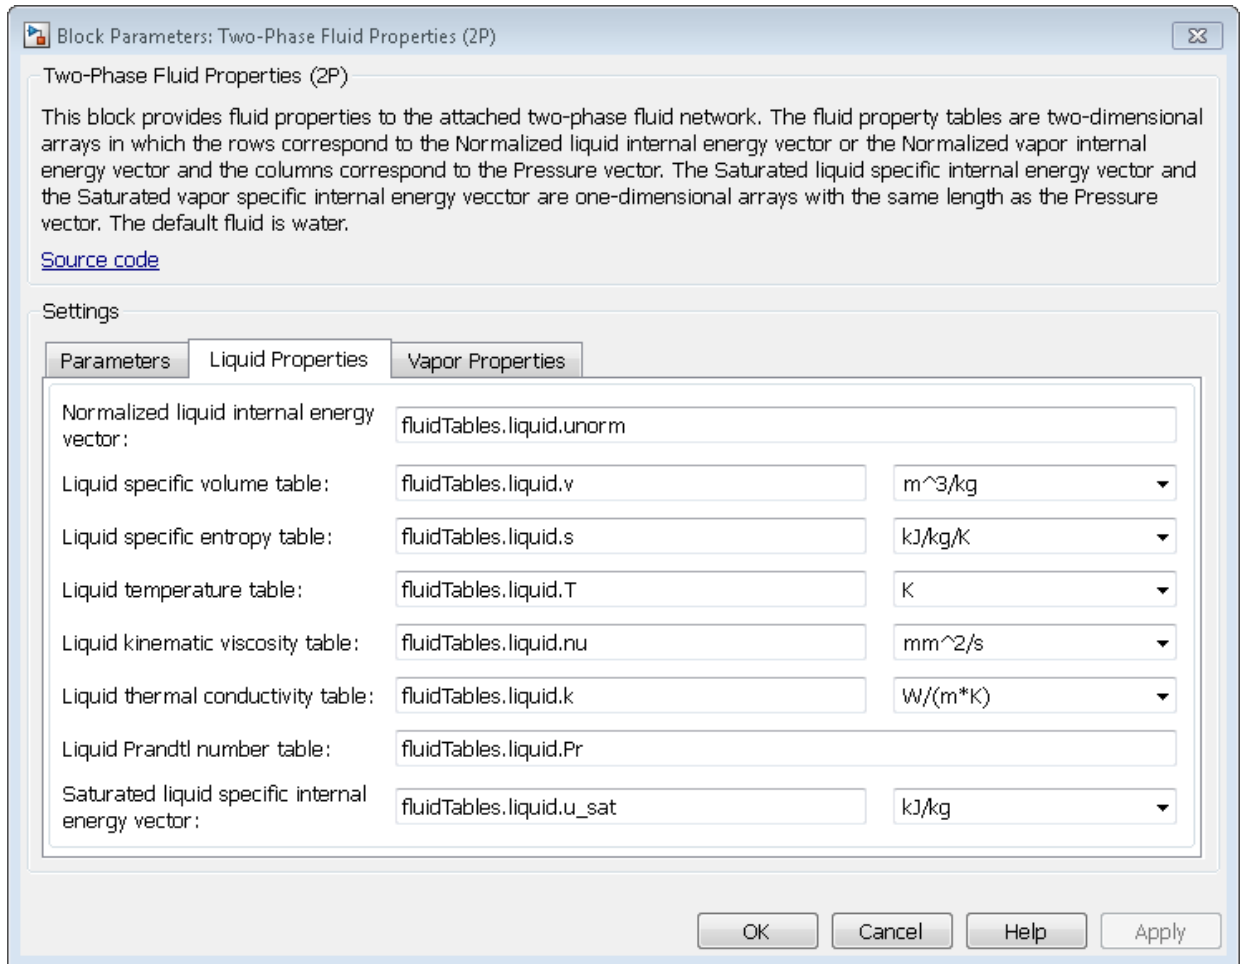 Block Parameters: Two-Phase Fluid Properties (2P)
Two-Phase Fluid Properties (2P)
This block provides fluid properties to the attached two-phase fluid network. The fluid property tables are two-dimensional
arrays in which the rows correspond to the Normalized liquid internal energy vector or the Normalized vapor internal
energy vector and the columns correspond to the Pressure vector. The Saturated liquid specific internal energy vector and
the Saturated vapor specific internal energy vecctor are one-dimensional arrays with the same length as the Pressure
vector. The default fluid is water.
Source code
Settings
Parameters Liquid Properties Vapor Properties
Normalized liquid internal energy
vector: fluidTables.liquid.unorm
Liquid specific volume table: fluidTables.liquid.v m^3/kg
Liquid specific entropy table: fluidTables.liquid.s kJ/kg/K
Liquid temperature table: fluidTables.liquid.T K
Liquid kinematic viscosity table: fluidTables.liquid.nu mm^2/s
Liquid thermal conductivity table: fluidTables.liquid.k W/(m*K)
Liquid Prandtl number table: fluidTables.liquid.Pr
Saturated liquid specific internal
energy vector: fluidTables.liquid.u_sat kJ/kg
OK Cancel Help Apply